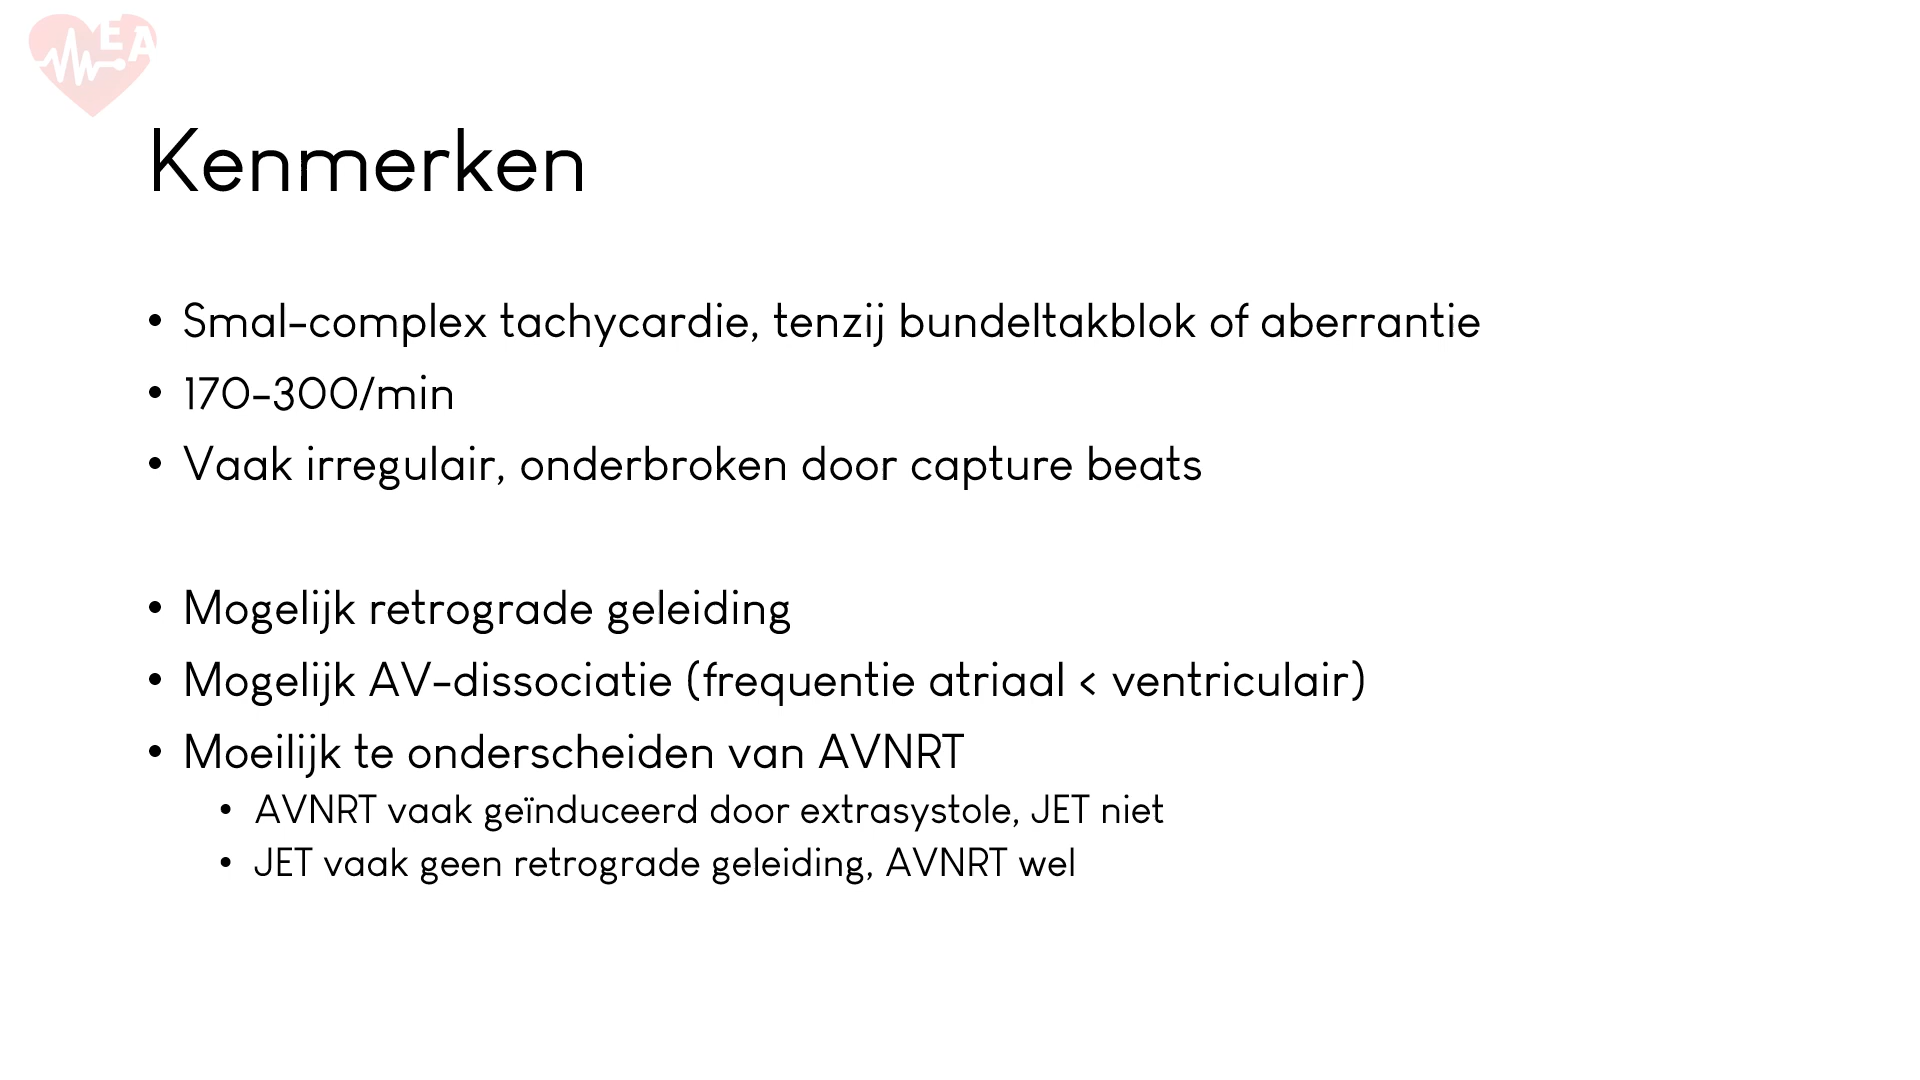 EA
Kenmerken
• Smal-complex tachycardie, tenzij bundeltakblok of aberrantie
• 170-300/min
• Vaak irregulair, onderbroken door capture beats
• Mogelijk retrograde geleiding
• Mogelijk AV-dissociatie (frequentie atriaal < ventriculair)
• Moeilijk te onderscheiden van AVNRT
• AVNRT vaak geïnduceerd door extrasystole, JET niet
• JET vaak geen retrograde geleiding, AVNRT wel